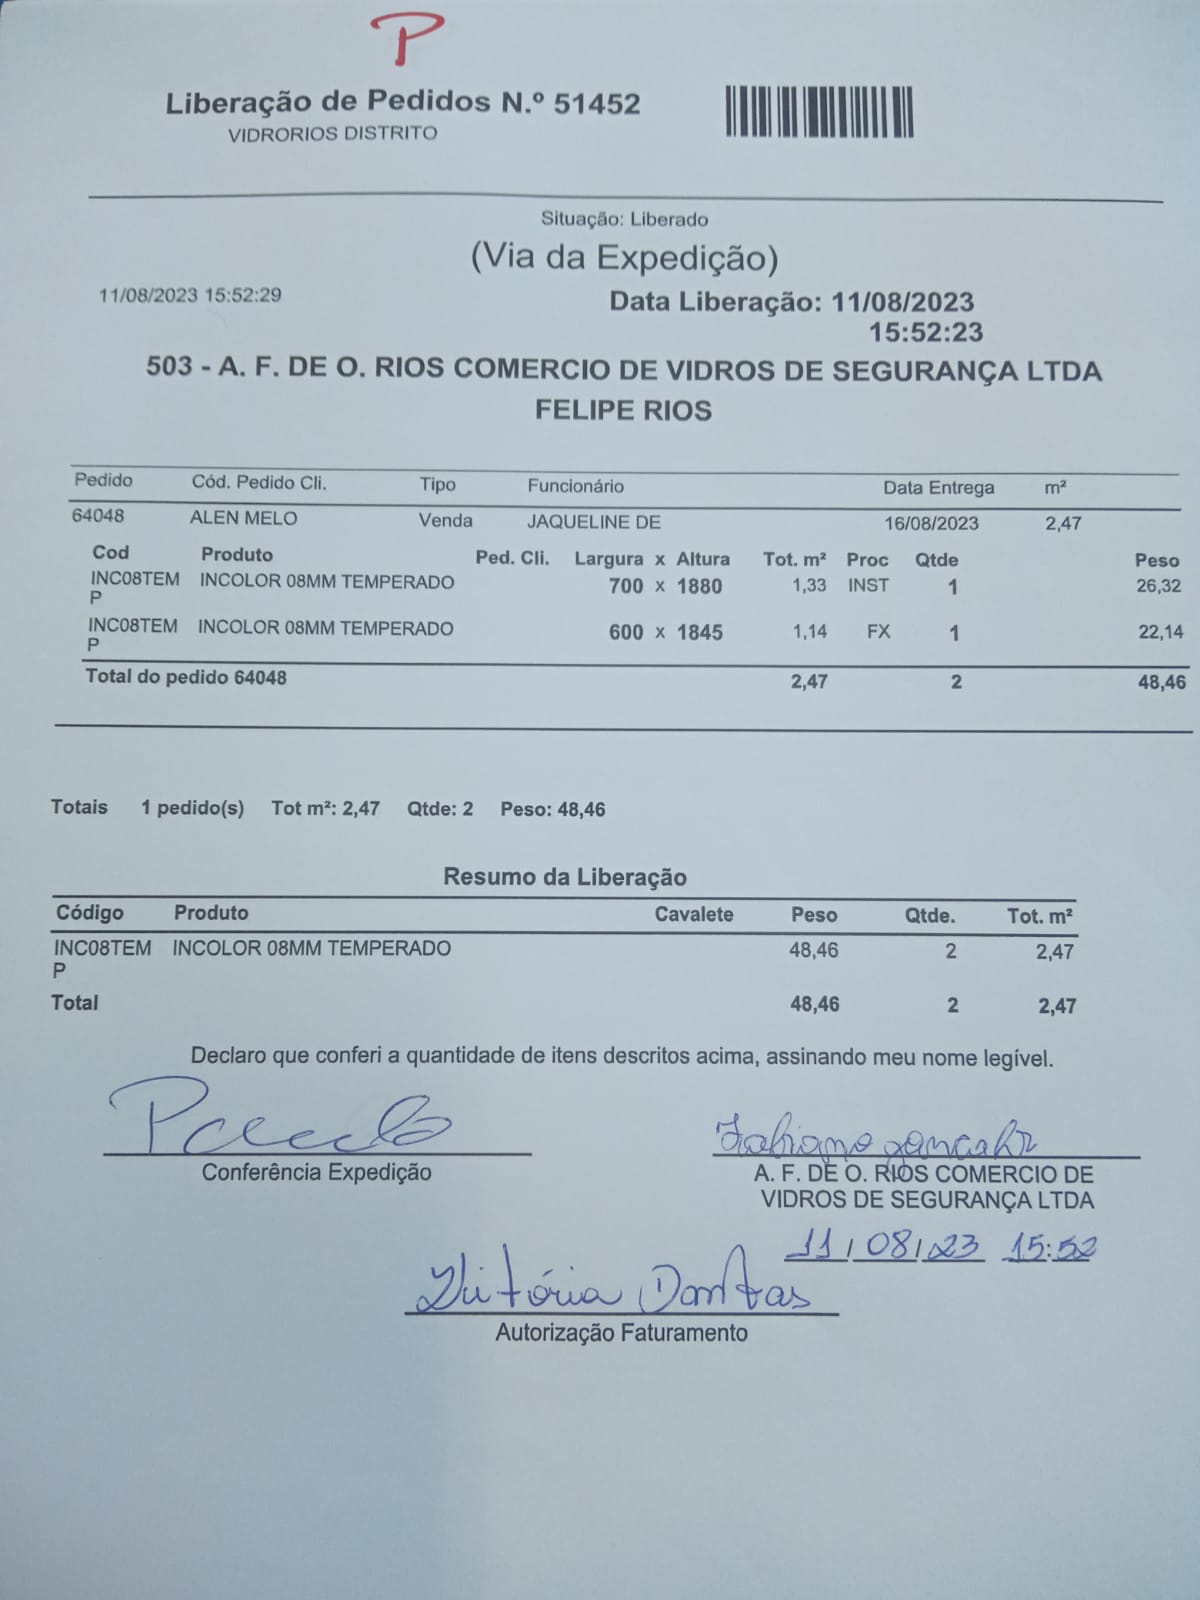 P
Liberação de Pedidos N.º 51452
VIDRORIOS DISTRITO
Situação: Liberado
(Via da Expedição)
11/08/2023 15:52:29
Data Liberação: 11/08/2023
15:52:23
503 - A. F. DE O. RIOS COMERCIO DE VIDROS DE SEGURANÇA LTDA
FELIPE RIOS
Pedido Cód. Pedido Cli. Tipo Funcionário Data Entrega m²
64048 ALEN MELO Venda JAQUELINE DE 16/08/2023 2,47
Cod Produto Ped. Cli. Largura x Altura Tot. m² Proc Qtde Peso
INC08TEM INCOLOR 08MM TEMPERADO 700 x 1880 1,33 INST 1 26,32
P
INC08TEM INCOLOR 08MM TEMPERADO 600 x 1845 1,14 FX 1 22,14
P
Total do pedido 64048 2,47 2 48,46
Totais 1 pedido(s) Tot m²: 2,47 Qtde: 2 Peso: 48,46
Resumo da Liberação
Código Produto Cavalete Peso Qtde. Tot. m²
INC08TEM INCOLOR 08MM TEMPERADO 48,46 2 2,47
P
Total 48,46 2 2,47
Declaro que conferi a quantidade de itens descritos acima, assinando meu nome legível.
Fabiano
Conferência Expedição
A. F. DE O. RIOS COMERCIO DE
VIDROS DE SEGURANÇA LTDA
11/08/23 15:52
Vitória Dantas
Autorização Faturamento